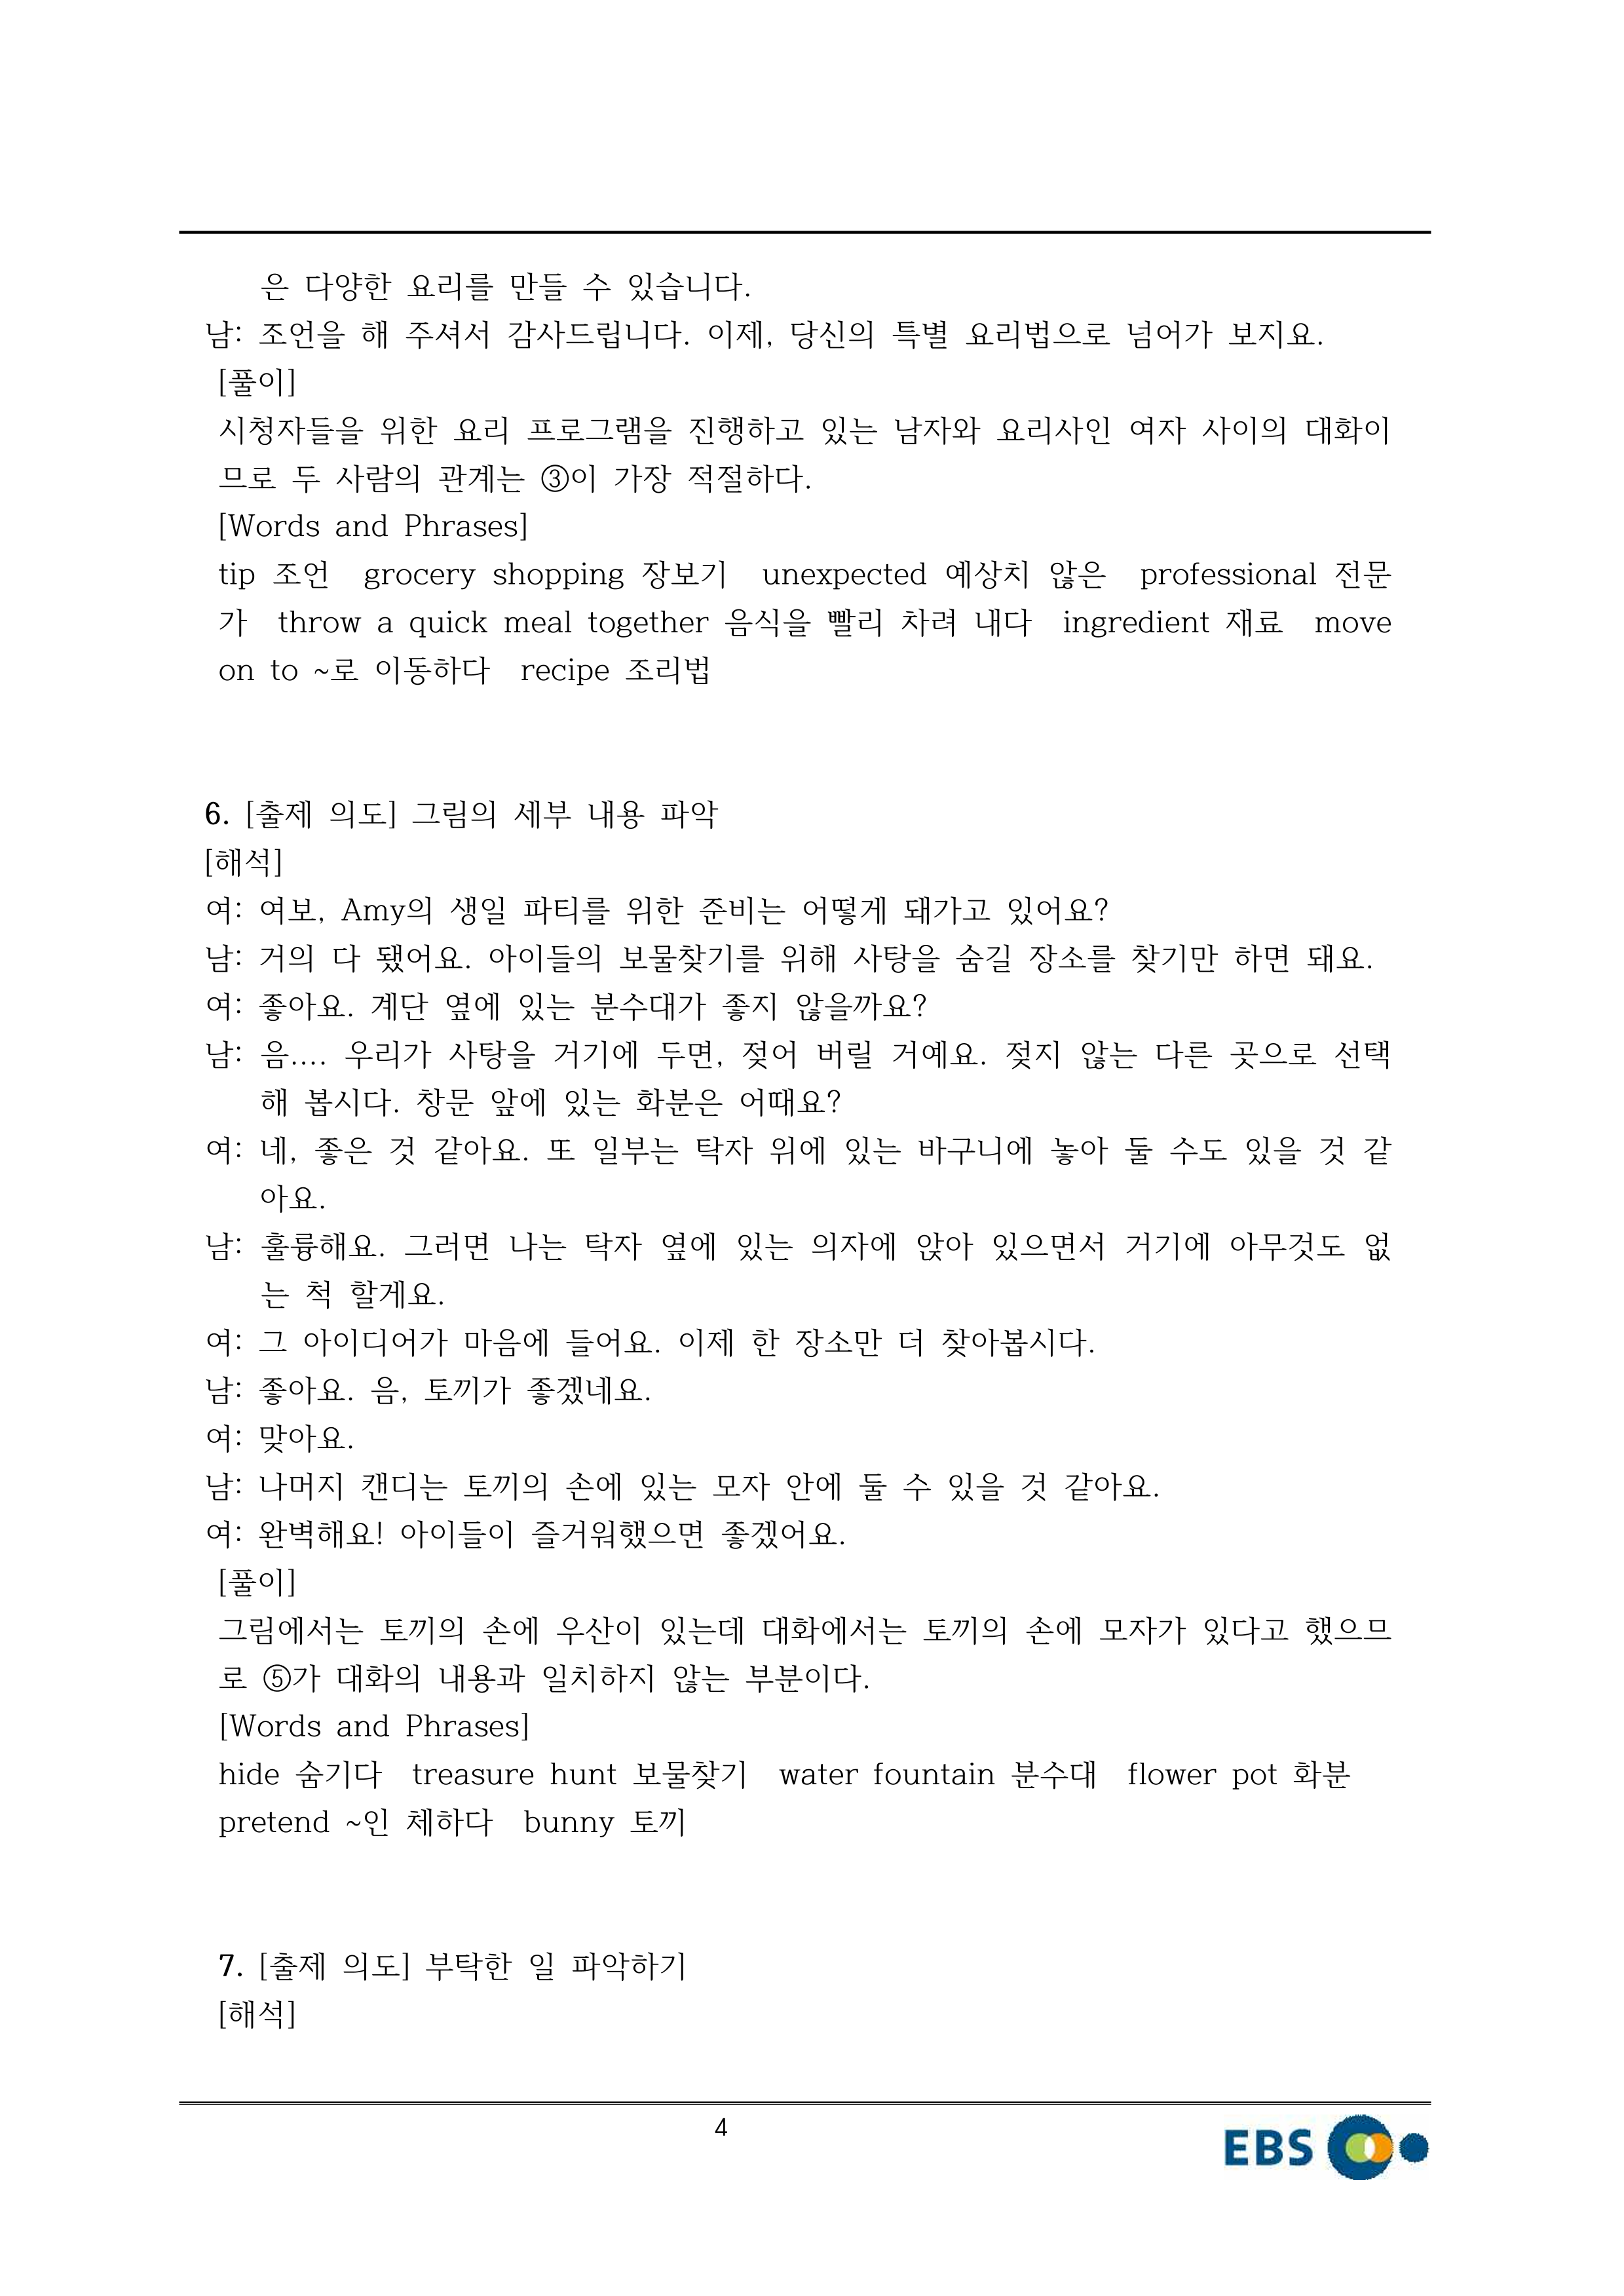 은 다양한 요리를 만들 수 있습니다.
남: 조언을 해 주셔서 감사드립니다. 이제, 당신의 특별 요리법으로 넘어가 보지요.
[풀이]
시청자들을 위한 요리 프로그램을 진행하고 있는 남자와 요리사인 여자 사이의 대화이
므로 두 사람의 관계는 ③이 가장 적절하다.
[Words and Phrases]
tip 조언  grocery shopping 장보기  unexpected 예상치 않은  professional 전문
가  throw a quick meal together 음식을 빨리 차려 내다  ingredient 재료  move
on to ~로 이동하다  recipe 조리법
6. [출제 의도] 그림의 세부 내용 파악
[해석]
여: 여보, Amy의 생일 파티를 위한 준비는 어떻게 돼가고 있어요?
남: 거의 다 됐어요. 아이들의 보물찾기를 위해 사탕을 숨길 장소를 찾기만 하면 돼요.
여: 좋아요. 계단 옆에 있는 분수대가 좋지 않을까요?
남: 음.... 우리가 사탕을 거기에 두면, 젖어 버릴 거예요. 젖지 않는 다른 곳으로 선택
해 봅시다. 창문 앞에 있는 화분은 어때요?
여: 네, 좋은 것 같아요. 또 일부는 탁자 위에 있는 바구니에 놓아 둘 수도 있을 것 같
아요.
남: 훌륭해요. 그러면 나는 탁자 옆에 있는 의자에 앉아 있으면서 거기에 아무것도 없
는 척 할게요.
여: 그 아이디어가 마음에 들어요. 이제 한 장소만 더 찾아봅시다.
남: 좋아요. 음, 토끼가 좋겠네요.
여: 맞아요.
남: 나머지 캔디는 토끼의 손에 있는 모자 안에 둘 수 있을 것 같아요.
여: 완벽해요! 아이들이 즐거워했으면 좋겠어요.
[풀이]
그림에서는 토끼의 손에 우산이 있는데 대화에서는 토끼의 손에 모자가 있다고 했으므
로 ⑤가 대화의 내용과 일치하지 않는 부분이다.
[Words and Phrases]
hide 숨기다  treasure hunt 보물찾기  water fountain 분수대  flower pot 화분
pretend ~인 체하다  bunny 토끼
7. [출제 의도] 부탁한 일 파악하기
[해석]
4
EBS